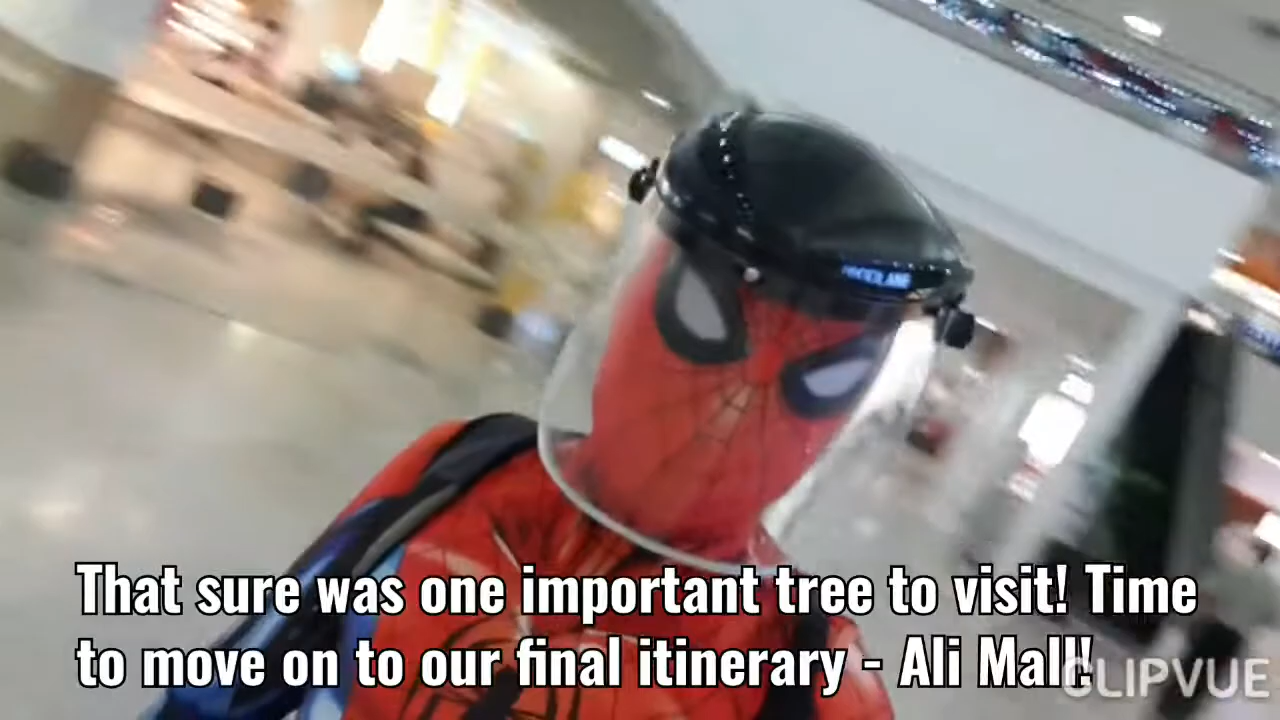 That sure was one important tree to visit! Time
to move on to our final itinerary - Ali Mall!
CLIPVUE